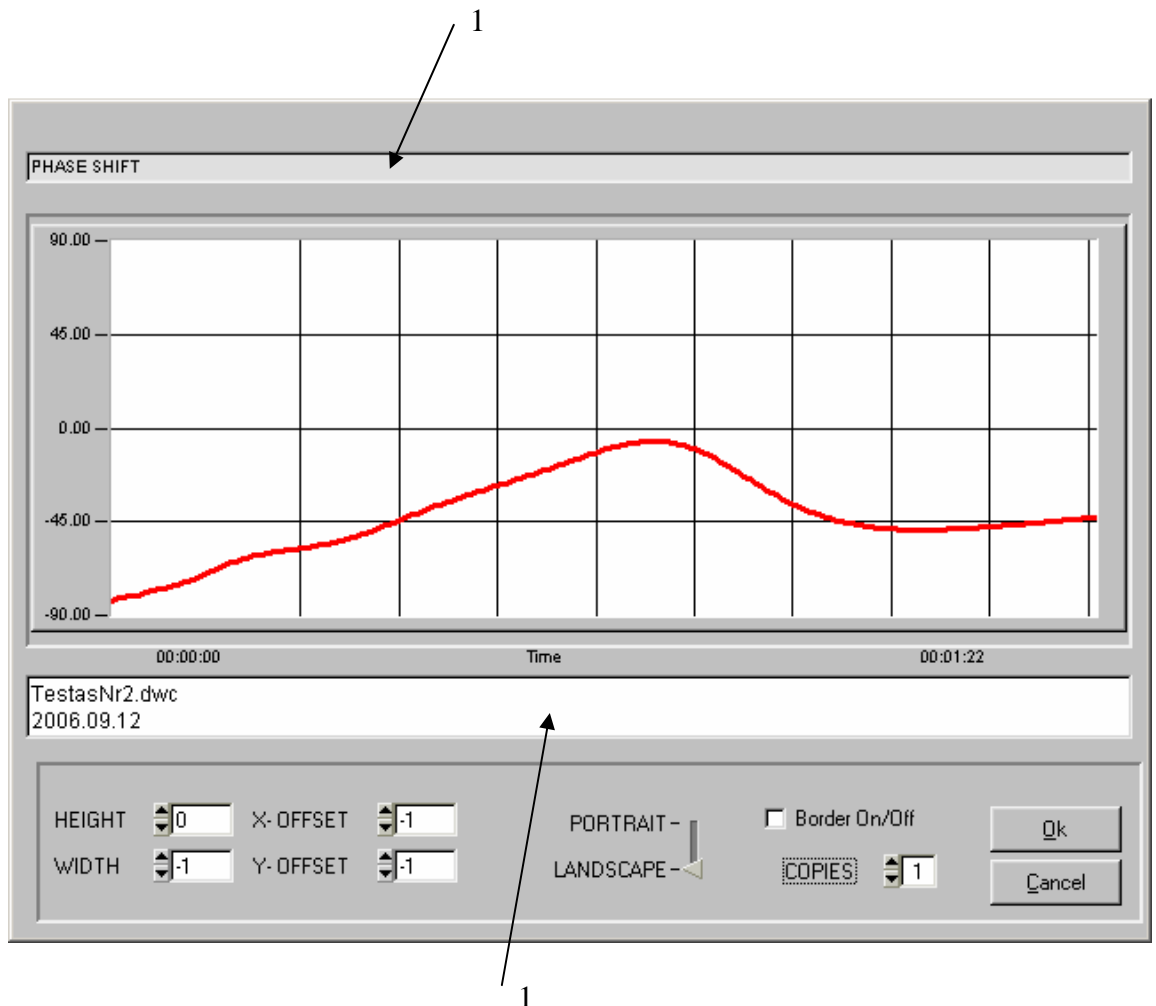 1
PHASE SHIFT
90.00
45.00
0.00
-45.00
-90.00
00:00:00 Time 00:01:22
TestasNr2.dwc
2006.09.12
HEIGHT 0 X- OFFSET -1 PORTRAIT Border On/Off Ok
WIDTH -1 Y- OFFSET -1 LANDSCAPE COPIES 1 Cancel
1